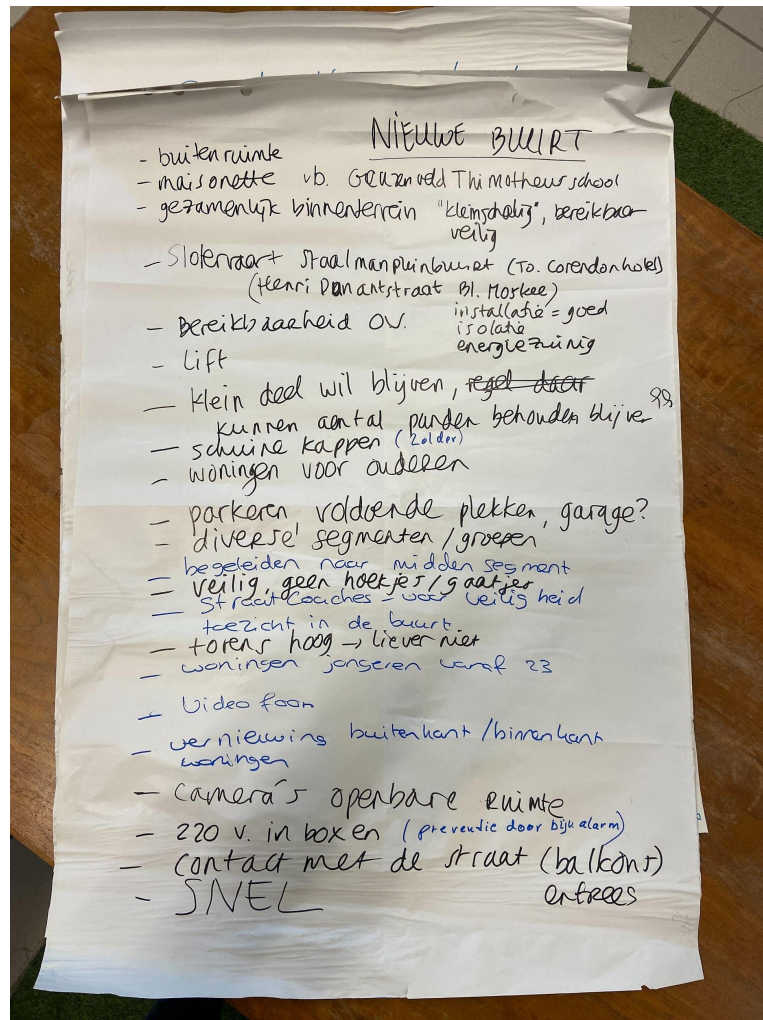 NIEUWE BUURT
- buitenruimte
- maisonette vb. Geuzenveld Thimotheus school
- gezamenlijk binnenterrein "kleinschalig", bereikbaar
veilig
- Slotervaart Staalmanpleinbuurt (To. Corendonhotel)
(Henri Dunantstraat Bl. Moskee)
- Bereikbaarheid OV. installatie = goed
isolatie
energiezuinig
- Lift
- klein deel wil blijven, regel daar
kunnen aantal panden behouden blijven
- schuine kappen (zolder)
- woningen voor ouderen
- parkeren voldoende plekken, garage?
- diverse segmenten/groepen
- begeleiden naar midden segment
- veilig, geen hoekjes/gaatjes
- Straatcoaches - voor veiligheid
toezicht in de buurt
- torens hoog → liever niet
- woningen jongeren vanaf 23
- Videofoon
- vernieuwing buitenkant/binnenkant
woningen
- camera's openbare ruimte
- 220 v. in boxen (preventie door bijv alarm)
- contact met de straat (balkons)
entrees
- SNEL